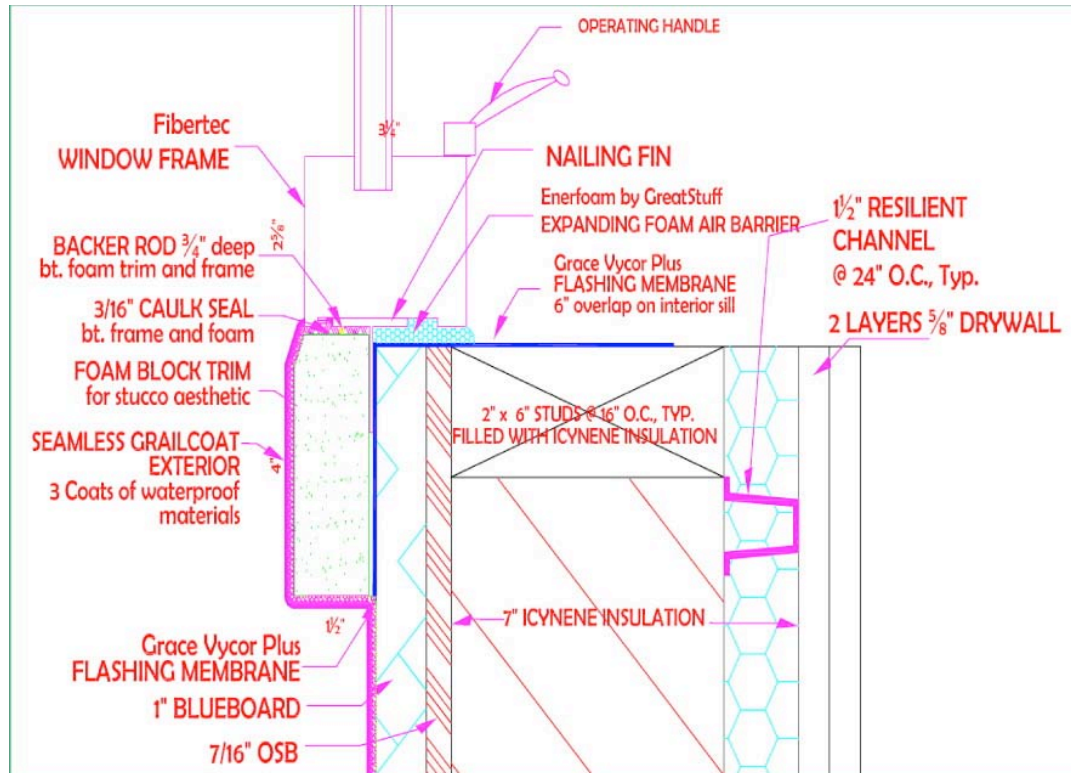 OPERATING HANDLE
3¼"
Fibertec
WINDOW FRAME
2⅝"
NAILING FIN
Enerfoam by GreatStuff
EXPANDING FOAM AIR BARRIER
1½" RESILIENT
CHANNEL
@ 24" O.C., Typ.
BACKER ROD ¾" deep
bt. foam trim and frame
Grace Vycor Plus
FLASHING MEMBRANE
6" overlap on interior sill
3/16" CAULK SEAL
bt. frame and foam
2 LAYERS ⅝" DRYWALL
FOAM BLOCK TRIM
for stucco aesthetic
2" x 6" STUDS @ 16" O.C., TYP.
FILLED WITH ICYNENE INSULATION
SEAMLESS GRAILCOAT
EXTERIOR
3 Coats of waterproof
materials
4"
1½"
7" ICYNENE INSULATION
Grace Vycor Plus
FLASHING MEMBRANE
1" BLUEBOARD
7/16" OSB